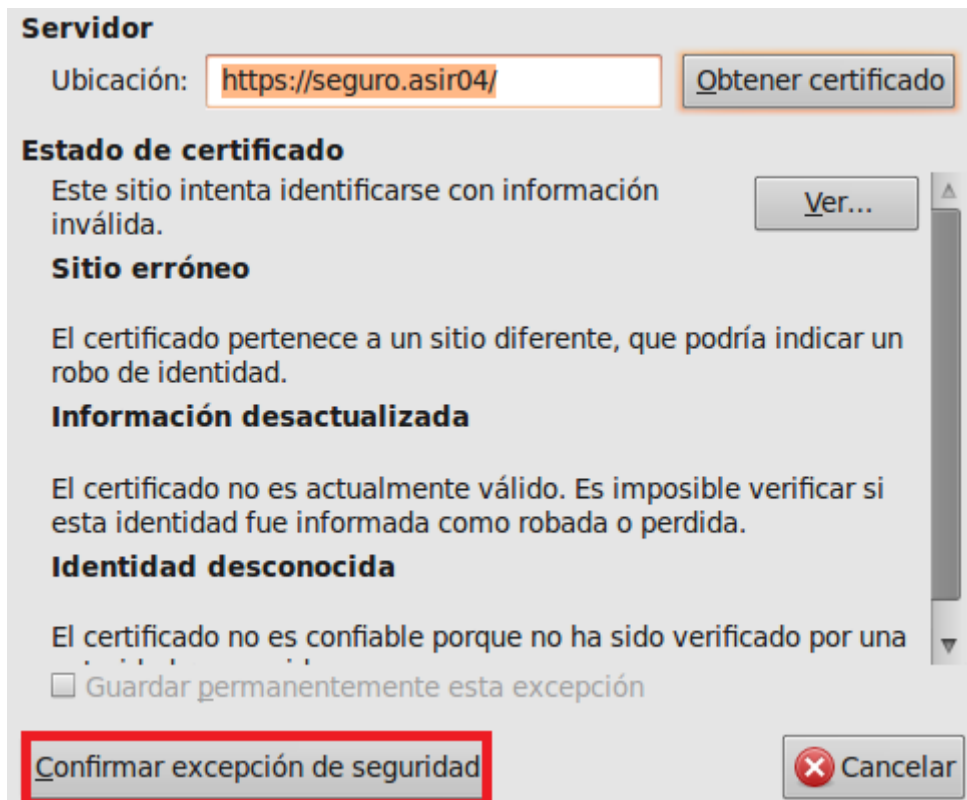 Servidor
Ubicación: https://seguro.asir04/ Obtener certificado
Estado de certificado
Este sitio intenta identificarse con información
inválida.
Ver...
Sitio erróneo
El certificado pertenece a un sitio diferente, que podría indicar un
robo de identidad.
Información desactualizada
El certificado no es actualmente válido. Es imposible verificar si
esta identidad fue informada como robada o perdida.
Identidad desconocida
El certificado no es confiable porque no ha sido verificado por una
Guardar permanentemente esta excepción
Confirmar excepción de seguridad Cancelar